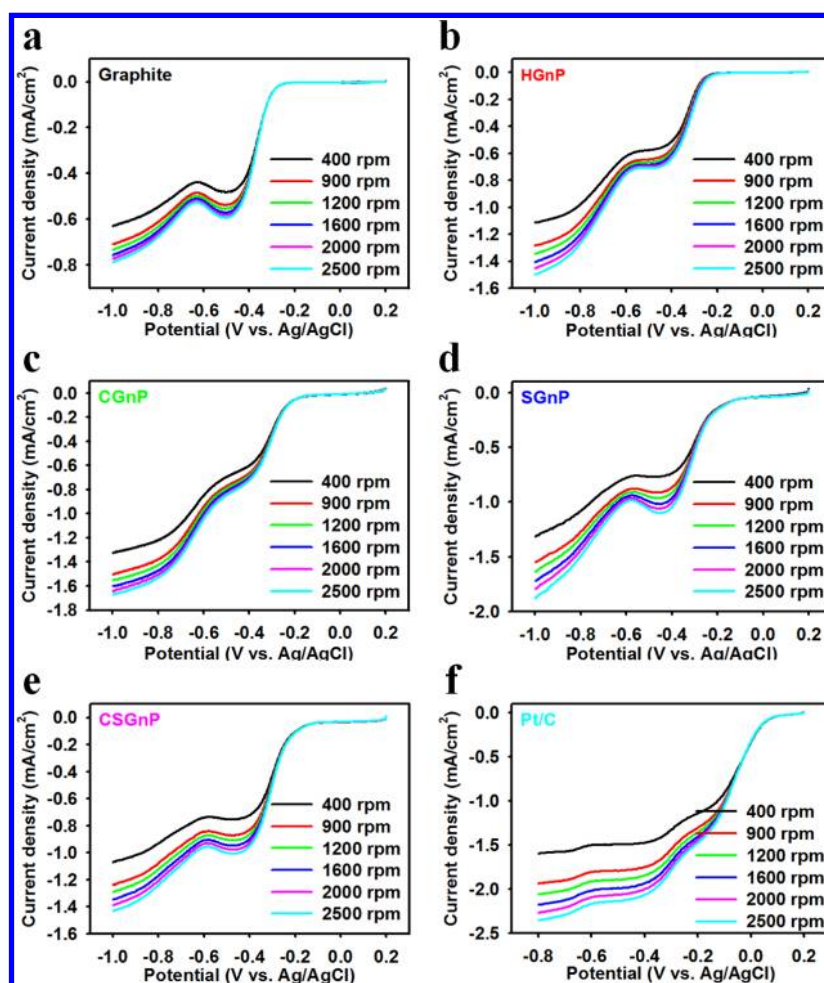 a
Graphite
Current density (mA/cm²)
0.0
-0.2
-0.4
-0.6
-0.8
400 rpm
900 rpm
1200 rpm
1600 rpm
2000 rpm
2500 rpm
-1.0 -0.8 -0.6 -0.4 -0.2 0.0 0.2
Potential (V vs. Ag/AgCl)
b
HGnP
Current density (mA/cm²)
0.0
-0.2
-0.4
-0.6
-0.8
-1.0
-1.2
-1.4
-1.6
400 rpm
900 rpm
1200 rpm
1600 rpm
2000 rpm
2500 rpm
-1.0 -0.8 -0.6 -0.4 -0.2 0.0 0.2
Potential (V vs. Ag/AgCl)
c
CGnP
Current density (mA/cm²)
0.0
-0.2
-0.4
-0.6
-0.8
-1.0
-1.2
-1.4
-1.6
-1.8
400 rpm
900 rpm
1200 rpm
1600 rpm
2000 rpm
2500 rpm
-1.0 -0.8 -0.6 -0.4 -0.2 0.0 0.2
Potential (V vs. Ag/AgCl)
d
SGnP
Current density (mA/cm²)
0.0
-0.5
-1.0
-1.5
-2.0
400 rpm
900 rpm
1200 rpm
1600 rpm
2000 rpm
2500 rpm
-1.0 -0.8 -0.6 -0.4 -0.2 0.0 0.2
Potential (V vs. Ag/AgCl)
e
CSGnP
Current density (mA/cm²)
0.0
-0.2
-0.4
-0.6
-0.8
-1.0
-1.2
-1.4
-1.6
400 rpm
900 rpm
1200 rpm
1600 rpm
2000 rpm
2500 rpm
-1.0 -0.8 -0.6 -0.4 -0.2 0.0 0.2
Potential (V vs. Ag/AgCl)
f
Pt/C
Current density (mA/cm²)
0.0
-0.5
-1.0
-1.5
-2.0
-2.5
400 rpm
900 rpm
1200 rpm
1600 rpm
2000 rpm
2500 rpm
-0.8 -0.6 -0.4 -0.2 0.0 0.2
Potential (V vs. Ag/AgCl)